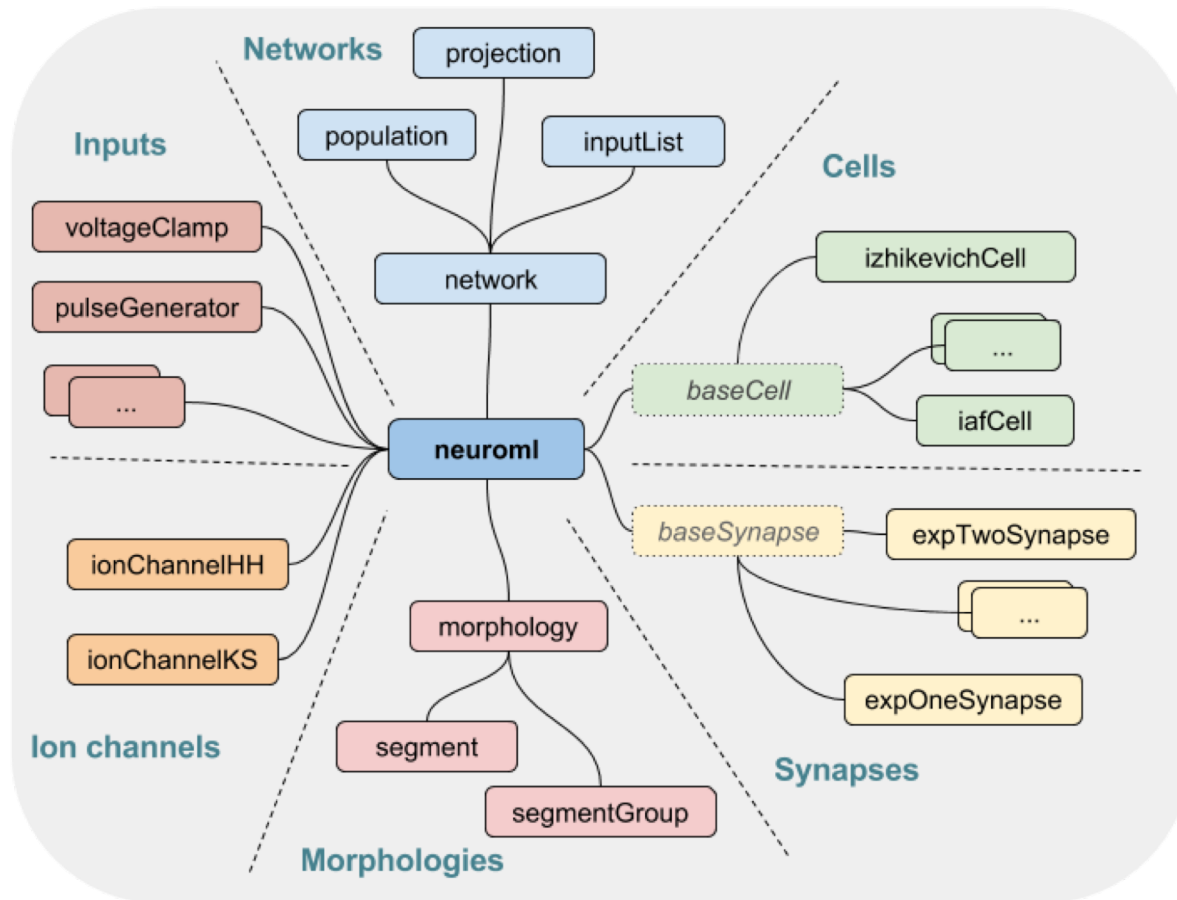 Networks
projection
population
inputList
Inputs
voltageClamp
pulseGenerator
...
network
Cells
izhikevichCell
...
baseCell
iafCell
neuroml
baseSynapse
expTwoSynapse
...
expOneSynapse
Synapses
ionChannelHH
ionChannelKS
Ion channels
morphology
segment
segmentGroup
Morphologies